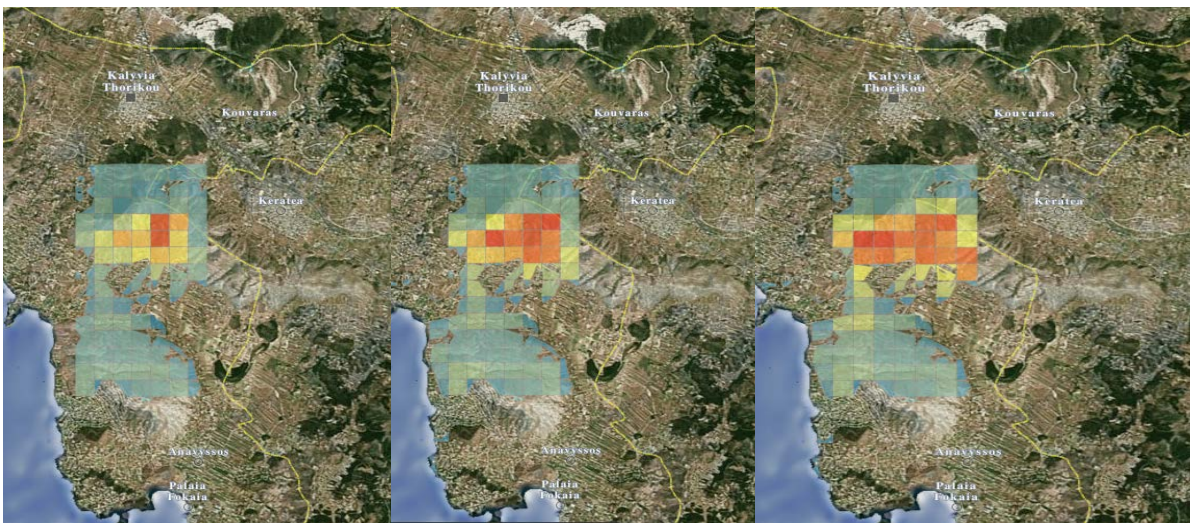 Kalyvia
Thorikou
Kouvaras
Keratea
Anavyssos
Palaia
Fokaia
Kalyvia
Thorikou
Kouvaras
Keratea
Anavyssos
Palaia
Fokaia
Kalyvia
Thorikou
Kouvaras
Keratea
Anavyssos
Palaia
Fokaia